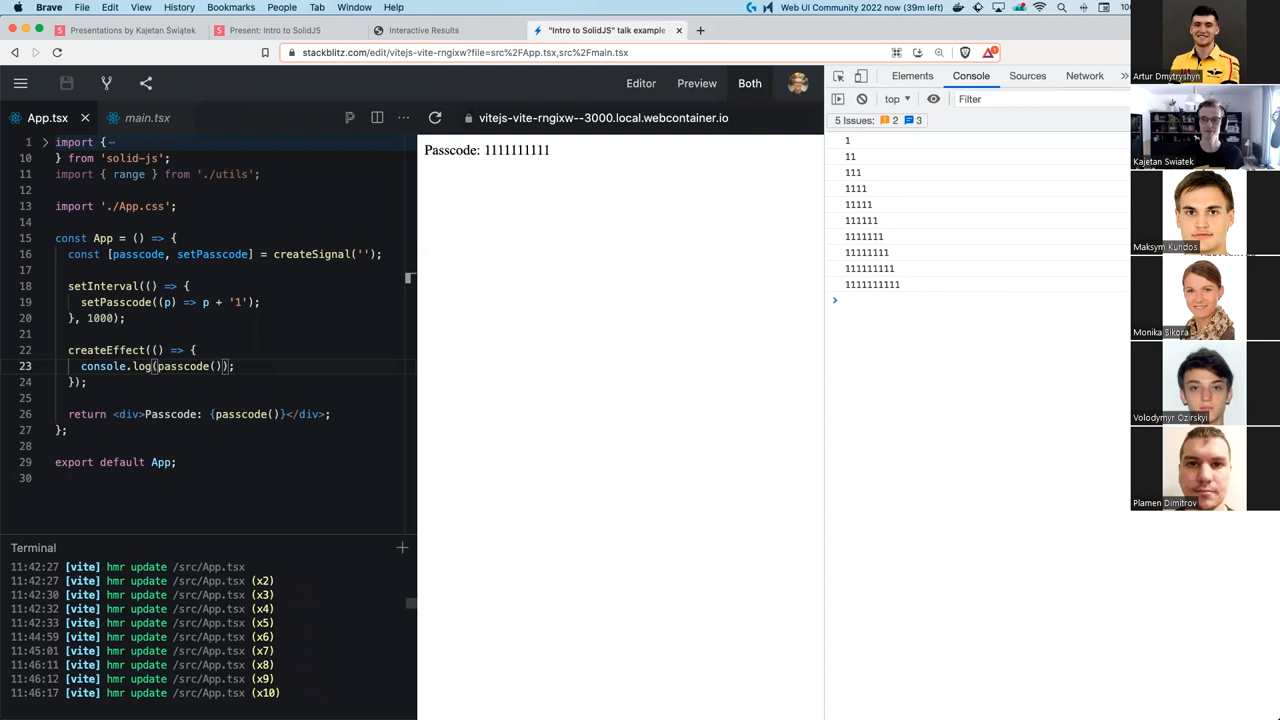 Brave File Edit View History Bookmarks People Tab Window Help
Web UI Community 2022 now (39m left)
Presentations by Kajetan Świątek
Present: Intro to SolidJS
Interactive Results
"Intro to SolidJS" talk example
stackblitz.com/edit/vitejs-vite-rngixw?file=src%2FApp.tsx,src%2Fmain.tsx
Editor Preview Both
App.tsx main.tsx
vitejs-vite-rngixw--3000.local.webcontainer.io
import {
10 } from 'solid-js';
11 import { range } from './utils';
12
13 import './App.css';
14
15 const App = () => {
16 const [passcode, setPasscode] = createSignal('');
17
18 setInterval(() => {
19 setPasscode((p) => p + '1');
20 }, 1000);
21
22 createEffect(() => {
23 console.log(passcode());
24 });
25
26 return <div>Passcode: {passcode()}</div>;
27 };
28
29 export default App;
30
Terminal
11:42:27 [vite] hmr update /src/App.tsx
11:42:27 [vite] hmr update /src/App.tsx (x2)
11:42:30 [vite] hmr update /src/App.tsx (x3)
11:42:32 [vite] hmr update /src/App.tsx (x4)
11:42:33 [vite] hmr update /src/App.tsx (x5)
11:44:59 [vite] hmr update /src/App.tsx (x6)
11:45:01 [vite] hmr update /src/App.tsx (x7)
11:46:11 [vite] hmr update /src/App.tsx (x8)
11:46:12 [vite] hmr update /src/App.tsx (x9)
11:46:17 [vite] hmr update /src/App.tsx (x10)
Passcode: 1111111111
Elements Console Sources Network
top Filter
5 Issues: 2 3
1
11
111
1111
11111
111111
1111111
11111111
111111111
1111111111
Artur Dmytryshyn
Kajetan Swiatek
Maksym Kundos
Monika Sikora
Volodymyr Ozirskyi
Plamen Dimitrov